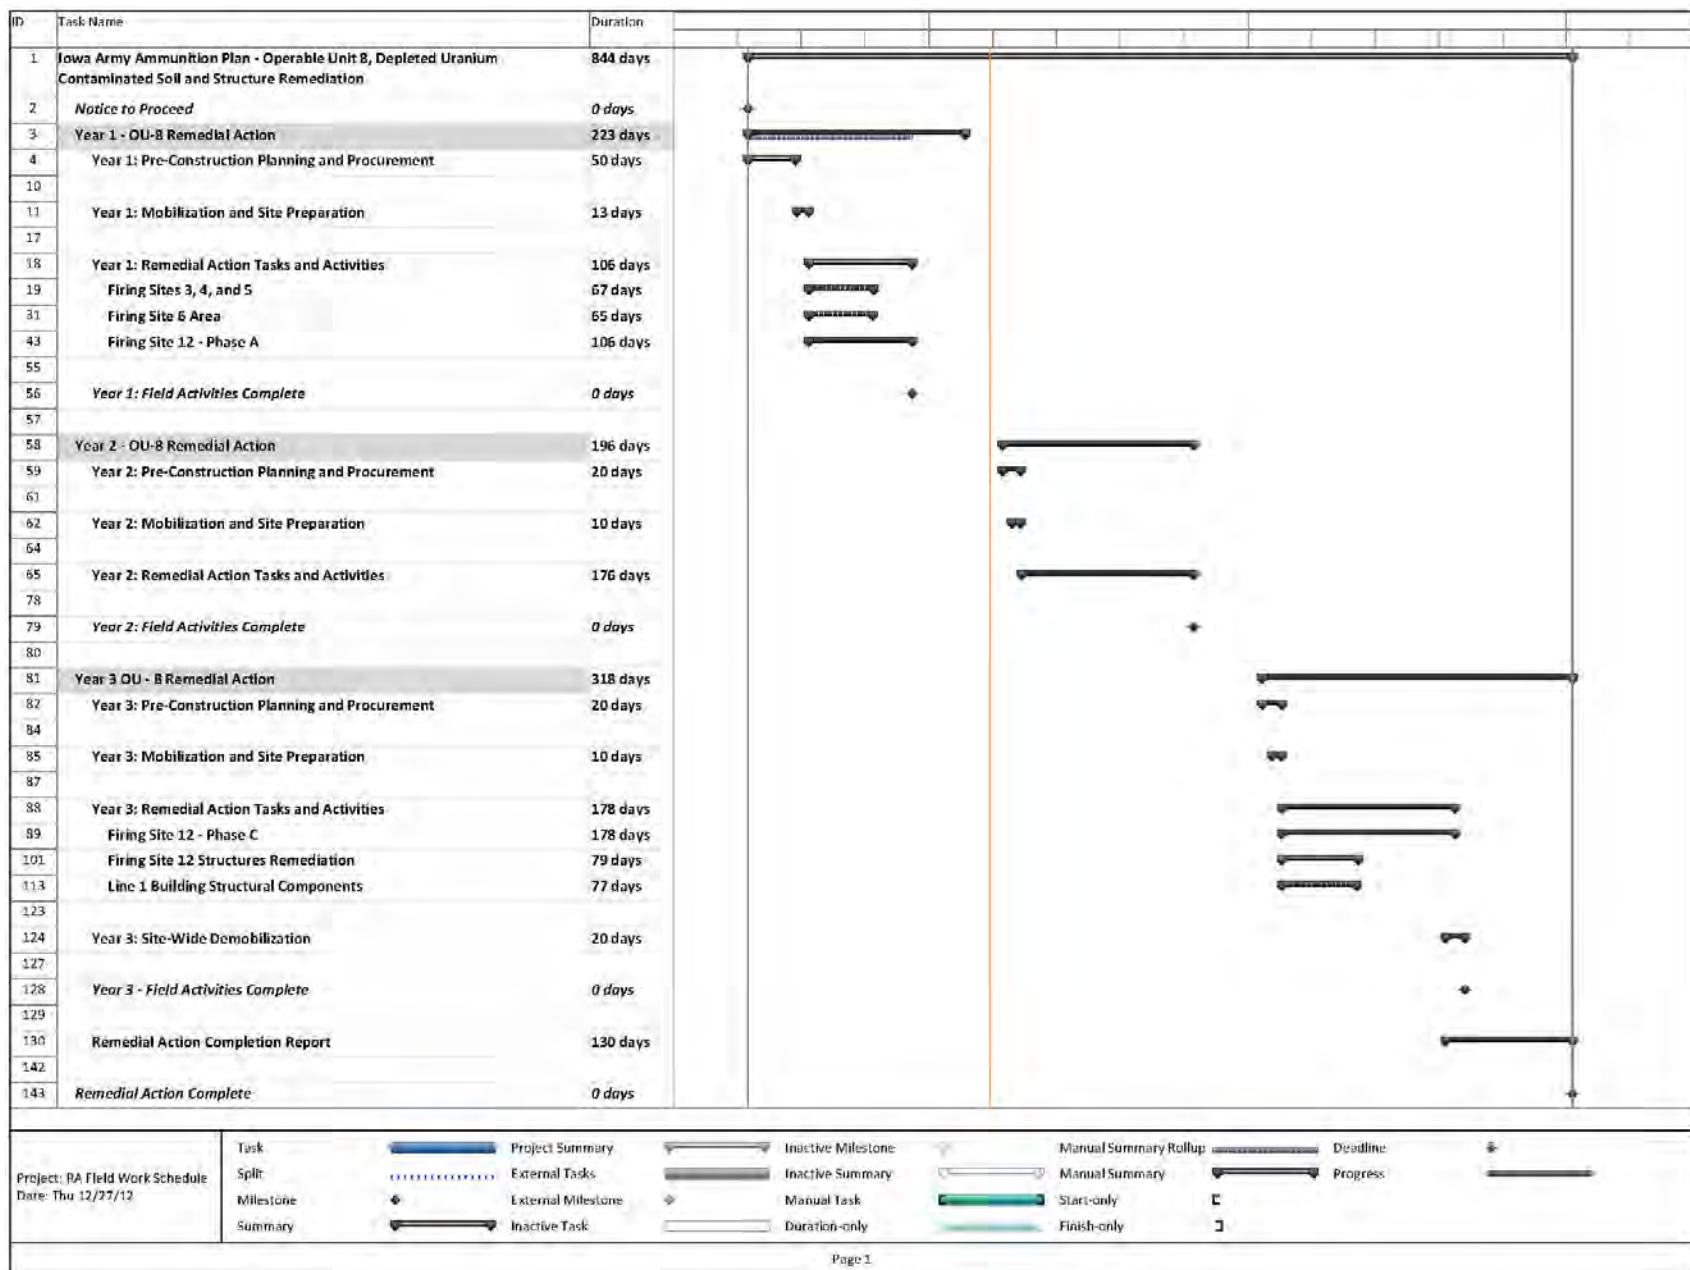 ID Task Name Duration
1 Iowa Army Ammunition Plan - Operable Unit 8, Depleted Uranium 844 days
Contaminated Soil and Structure Remediation
2 Notice to Proceed 0 days
3 Year 1 - OU-8 Remedial Action 223 days
4 Year 1: Pre-Construction Planning and Procurement 50 days
10
11 Year 1: Mobilization and Site Preparation 13 days
17
18 Year 1: Remedial Action Tasks and Activities 106 days
19 Firing Sites 3, 4, and 5 67 days
31 Firing Site 6 Area 65 days
43 Firing Site 12 - Phase A 106 days
55
56 Year 1: Field Activities Complete 0 days
57
58 Year 2 - OU-8 Remedial Action 196 days
59 Year 2: Pre-Construction Planning and Procurement 20 days
61
62 Year 2: Mobilization and Site Preparation 10 days
64
65 Year 2: Remedial Action Tasks and Activities 176 days
78
79 Year 2: Field Activities Complete 0 days
80
81 Year 3 OU - 8 Remedial Action 318 days
82 Year 3: Pre-Construction Planning and Procurement 20 days
84
85 Year 3: Mobilization and Site Preparation 10 days
87
88 Year 3: Remedial Action Tasks and Activities 178 days
89 Firing Site 12 - Phase C 178 days
101 Firing Site 12 Structures Remediation 79 days
113 Line 1 Building Structural Components 77 days
123
124 Year 3: Site-Wide Demobilization 20 days
127
128 Year 3 - Field Activities Complete 0 days
129
130 Remedial Action Completion Report 130 days
142
143 Remedial Action Complete 0 days
Project: RA Field Work Schedule
Date: Thu 12/27/12
Task Project Summary Inactive Milestone Manual Summary Rollup Deadline
Split External Tasks Inactive Summary Manual Summary Progress
Milestone External Milestone Manual Task Start-only
Summary Inactive Task Duration-only Finish-only
Page 1